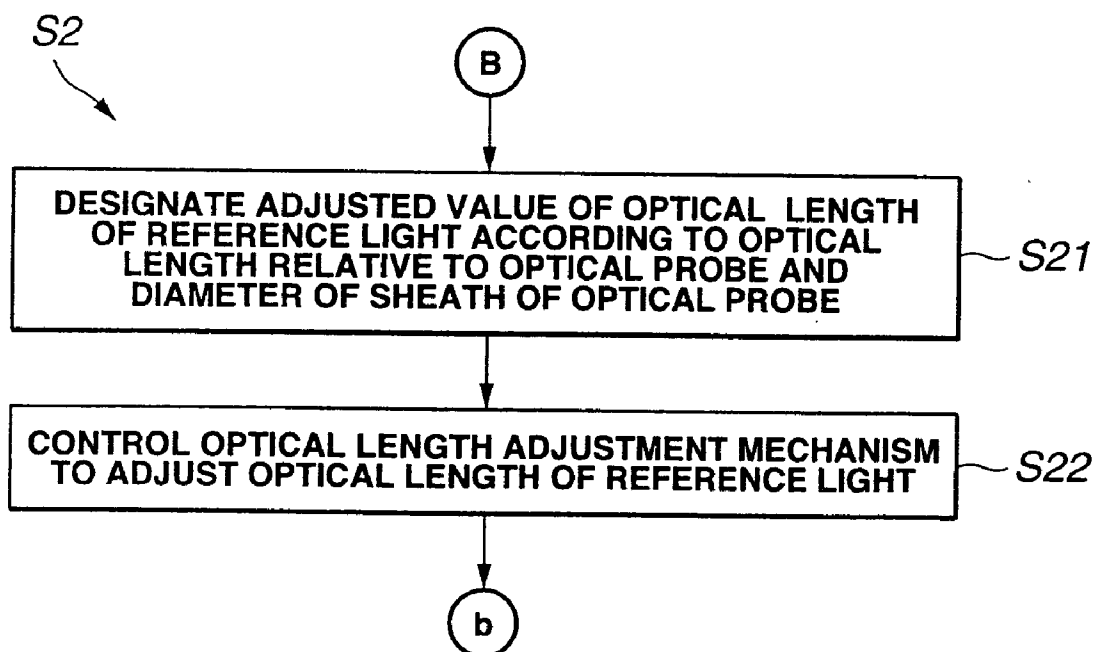 S2
B
DESIGNATE ADJUSTED VALUE OF OPTICAL LENGTH
OF REFERENCE LIGHT ACCORDING TO OPTICAL
LENGTH RELATIVE TO OPTICAL PROBE AND
DIAMETER OF SHEATH OF OPTICAL PROBE
S21
CONTROL OPTICAL LENGTH ADJUSTMENT MECHANISM
TO ADJUST OPTICAL LENGTH OF REFERENCE LIGHT
S22
b